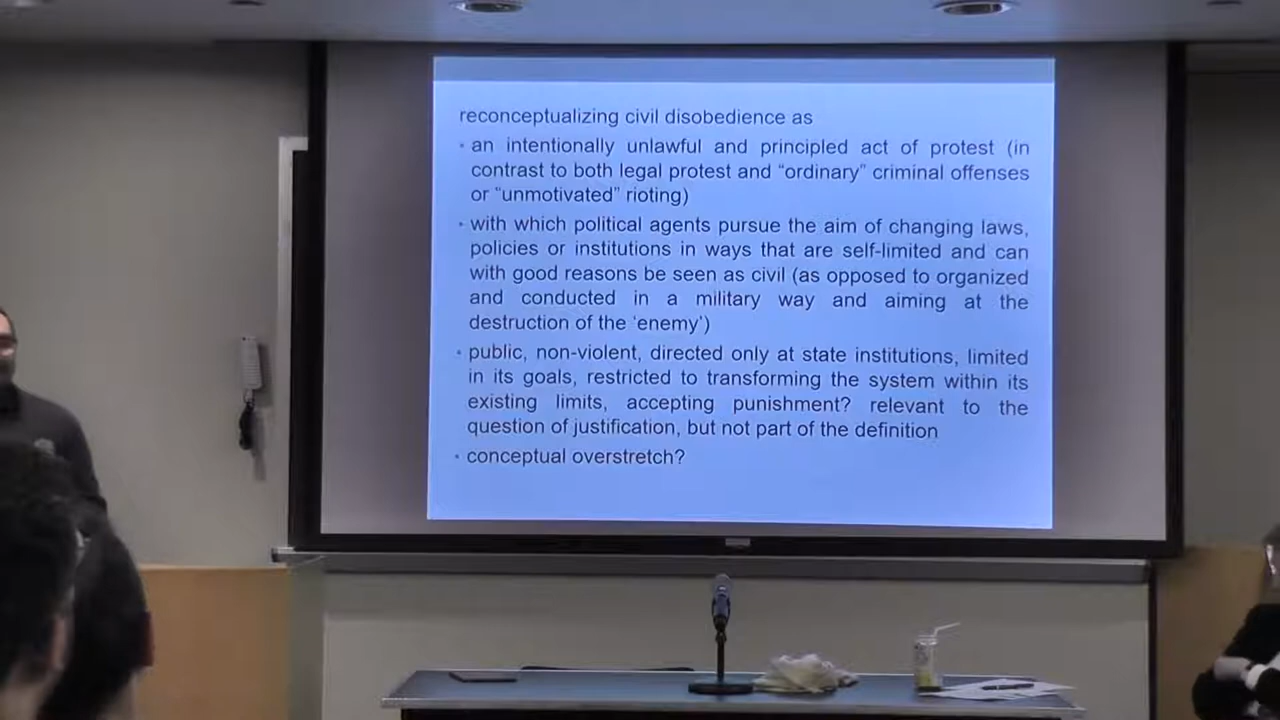 reconceptualizing civil disobedience as
• an intentionally unlawful and principled act of protest (in
contrast to both legal protest and “ordinary” criminal offenses
or “unmotivated” rioting)
• with which political agents pursue the aim of changing laws,
policies or institutions in ways that are self-limited and can
with good reasons be seen as civil (as opposed to organized
and conducted in a military way and aiming at the
destruction of the ‘enemy’)
• public, non-violent, directed only at state institutions, limited
in its goals, restricted to transforming the system within its
existing limits, accepting punishment? relevant to the
question of justification, but not part of the definition
• conceptual overstretch?